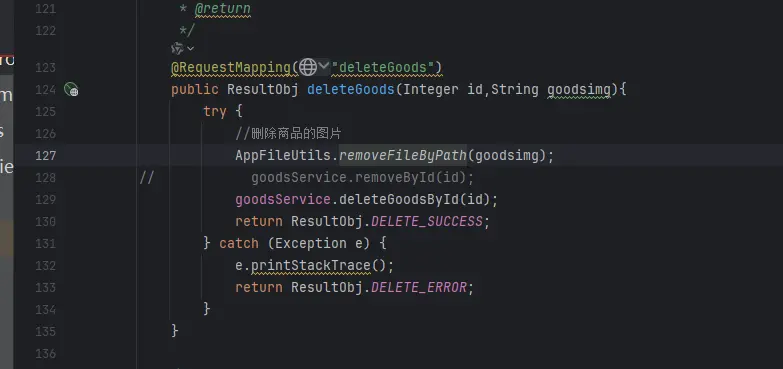 121 * @return
122 */
123 @RequestMapping("deleteGoods")
124 public ResultObj deleteGoods(Integer id,String goodsimg){
125 try {
126 //删除商品的图片
127 AppFileUtils.removeFileByPath(goodsimg);
128 // goodsService.removeById(id);
129 goodsService.deleteGoodsById(id);
130 return ResultObj.DELETE_SUCCESS;
131 } catch (Exception e) {
132 e.printStackTrace();
133 return ResultObj.DELETE_ERROR;
134 }
135 }
136